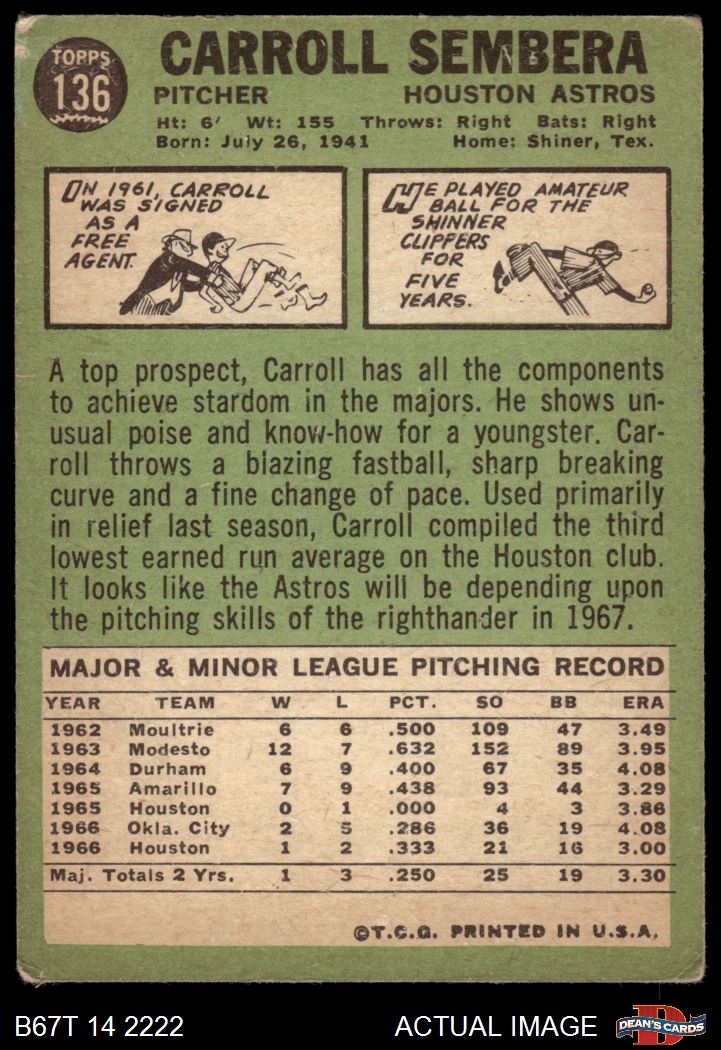 TOPPS
136
CARROLL SEMBERA
PITCHER HOUSTON ASTROS
Ht: 6' Wt: 155 Throws: Right Bats: Right
Born: July 26, 1941 Home: Shiner, Tex.
ON 1961, CARROLL
WAS SIGNED
AS A
FREE
AGENT.
HE PLAYED AMATEUR
BALL FOR THE
SHINNER
CLIPPERS
FOR
FIVE
YEARS.
A top prospect, Carroll has all the components
to achieve stardom in the majors. He shows un-
usual poise and know-how for a youngster. Car-
roll throws a blazing fastball, sharp breaking
curve and a fine change of pace. Used primarily
in relief last season, Carroll compiled the third
lowest earned run average on the Houston club.
It looks like the Astros will be depending upon
the pitching skills of the righthander in 1967.
MAJOR & MINOR LEAGUE PITCHING RECORD
YEAR TEAM W L PCT. SO BB ERA
1962 Moultrie 6 6 .500 109 47 3.49
1963 Modesto 12 7 .632 152 89 3.95
1964 Durham 6 9 .400 67 35 4.08
1965 Amarillo 7 9 .438 93 44 3.29
1965 Houston 0 1 .000 4 3 3.86
1966 Okla. City 2 5 .286 36 19 4.08
1966 Houston 1 2 .333 21 16 3.00
Maj. Totals 2 Yrs. 1 3 .250 25 19 3.30
©T.C.G. PRINTED IN U.S.A.
B67T 14 2222 ACTUAL IMAGE D DEAN'S CARDS